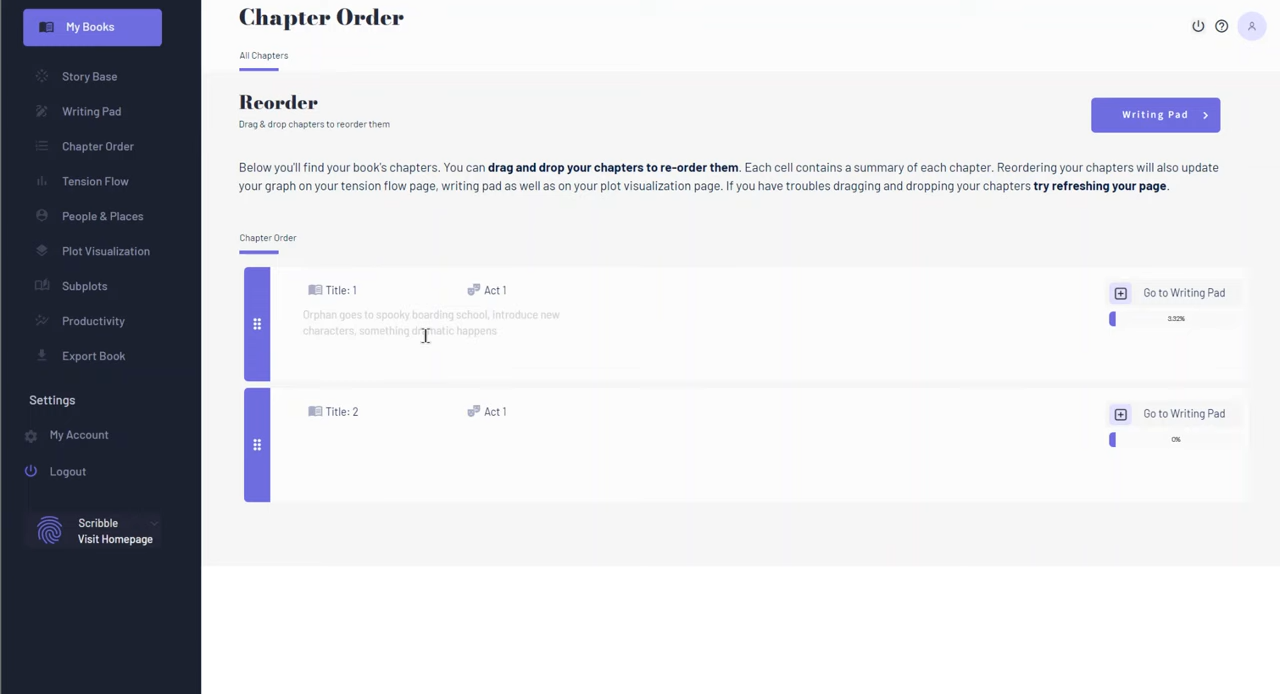 My Books
Story Base
Writing Pad
Chapter Order
Tension Flow
People & Places
Plot Visualization
Subplots
Productivity
Export Book
Settings
My Account
Logout
Scribble
Visit Homepage
Chapter Order
All Chapters
Reorder
Drag & drop chapters to reorder them
Writing Pad
Below you'll find your book's chapters. You can drag and drop your chapters to re-order them. Each cell contains a summary of each chapter. Reordering your chapters will also update
your graph on your tension flow page, writing pad as well as on your plot visualization page. If you have troubles dragging and dropping your chapters try refreshing your page.
Chapter Order
Title: 1
Act 1
Orphan goes to spooky boarding school, introduce new
characters, something dramatic happens
Go to Writing Pad
3.32%
Title: 2
Act 1
Go to Writing Pad
0%